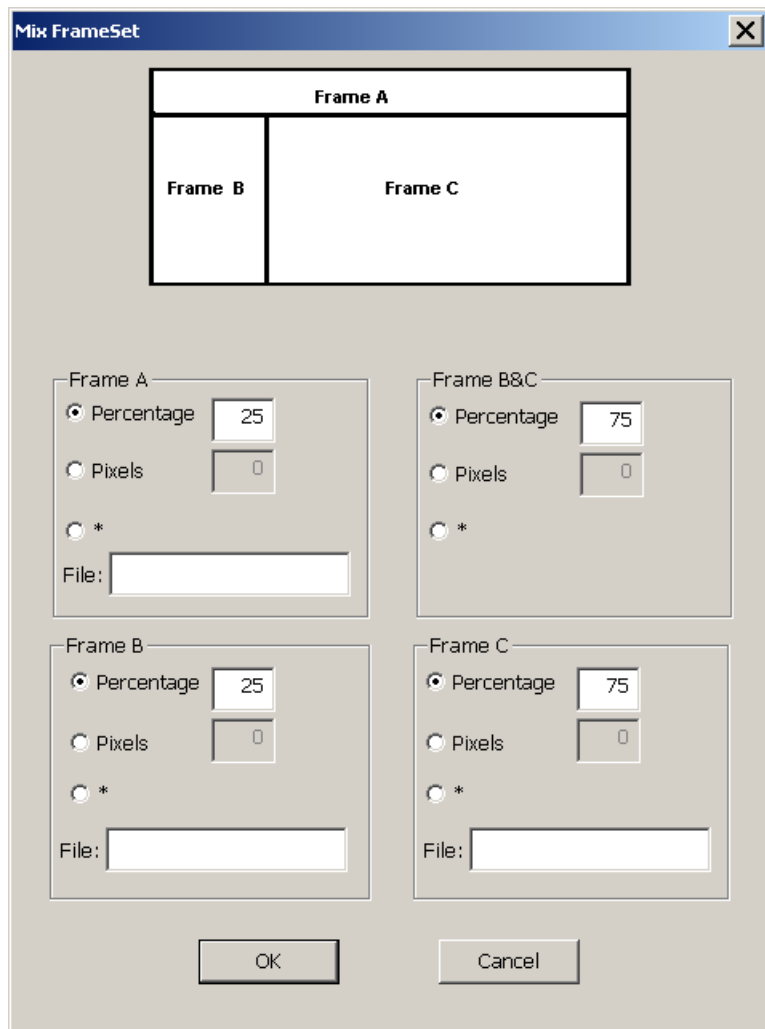 Mix FrameSet
Frame A
Frame B
Frame C
Frame A
Percentage 25
Pixels 0
*
File:
Frame B&C
Percentage 75
Pixels 0
*
Frame B
Percentage 25
Pixels 0
*
File:
Frame C
Percentage 75
Pixels 0
*
File:
OK
Cancel